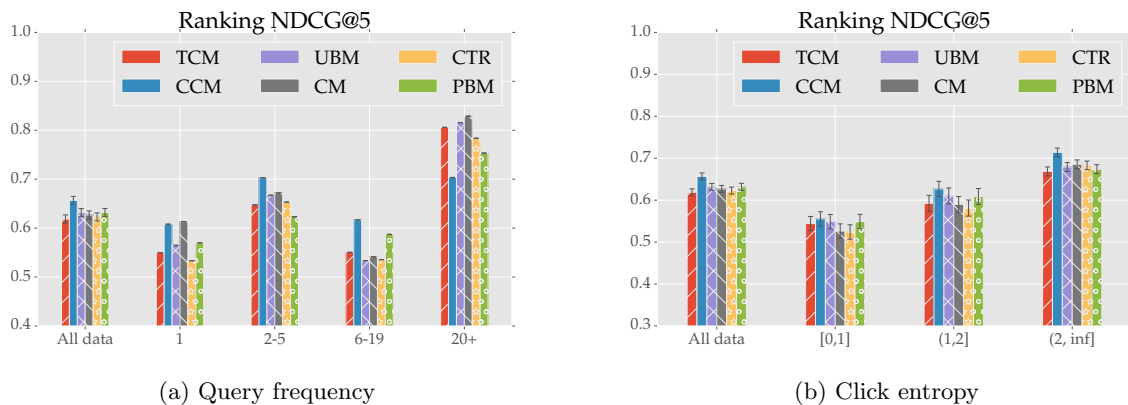 Ranking NDCG@5
TCM UBM CTR
CCM CM PBM
1.0
0.9
0.8
0.7
0.6
0.5
0.4
All data 1 2-5 6-19 20+
(a) Query frequency
Ranking NDCG@5
TCM UBM CTR
CCM CM PBM
1.0
0.9
0.8
0.7
0.6
0.5
0.4
0.3
All data [0,1] (1,2] (2, inf]
(b) Click entropy